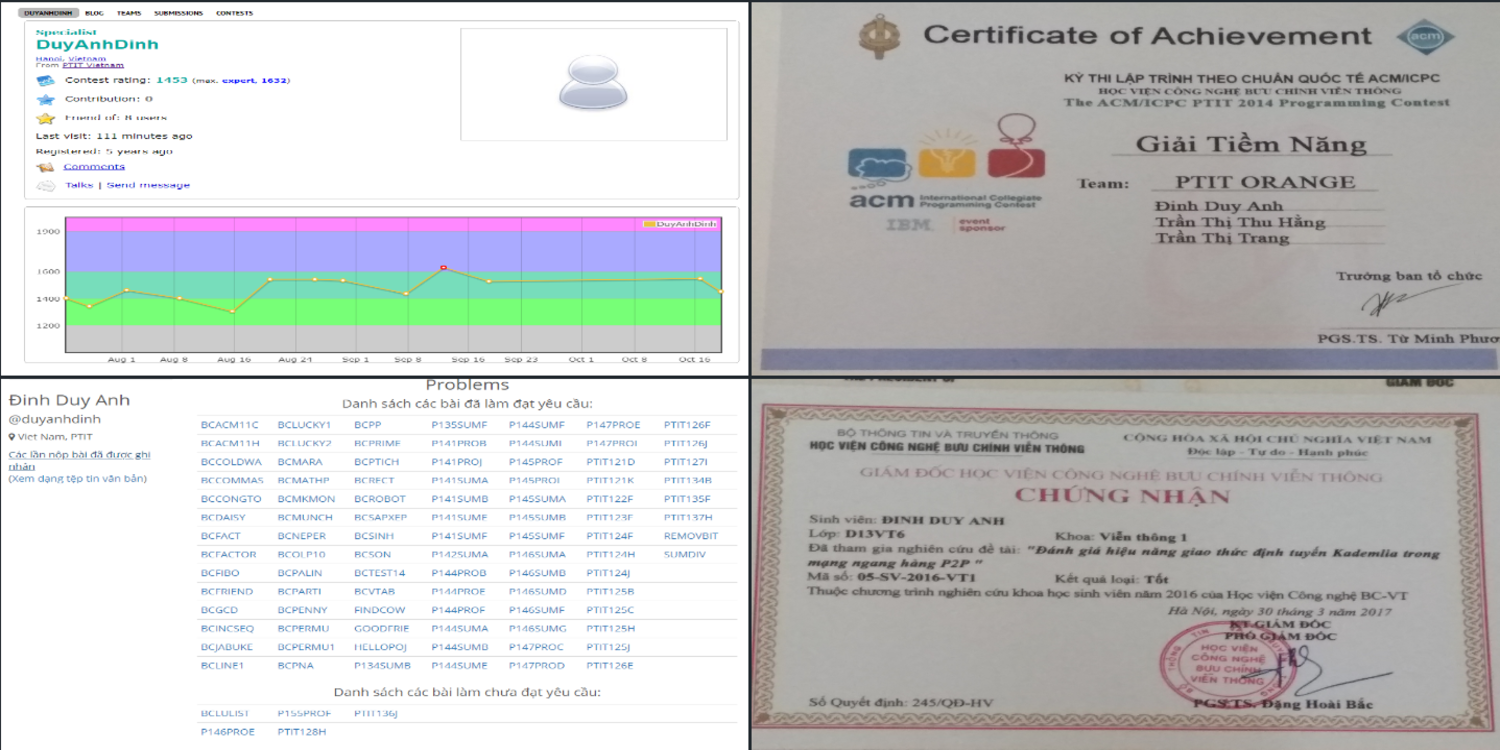 DUYANHDINH BLOG TEAMS SUBMISSIONS CONTESTS
Specialist
DuyAnhDinh
Hanoi, Vietnam
From PTIT Vietnam
Contest rating: 1453 (max. expert, 1632)
Contribution: 0
Friend of: 8 users
Last visit: 111 minutes ago
Registered: 5 years ago
Comments
Talks | Send message
DuyAnhDinh
1900
1600
1400
1200
Aug 1 Aug 8 Aug 16 Aug 24 Sep 1 Sep 8 Sep 16 Sep 23 Oct 1 Oct 8 Oct 16
Certificate of Achievement
acm
KỲ THI LẬP TRÌNH THEO CHUẨN QUỐC TẾ ACM/ICPC
HỌC VIỆN CÔNG NGHỆ BƯU CHÍNH VIỄN THÔNG
The ACM/ICPC PTIT 2014 Programming Contest
Giải Tiềm Năng
Team: PTIT ORANGE
Đinh Duy Anh
Trần Thị Thu Hằng
Trần Thị Trang
acm International Collegiate Programming Contest
IBM. event sponsor
Trưởng ban tổ chức
PGS.TS. Từ Minh Phươ
Đinh Duy Anh
@duyanhdinh
Viet Nam, PTIT
Các lần nộp bài đã được ghi
nhận
(Xem dạng tệp tin văn bản)
Problems
Danh sách các bài đã làm đạt yêu cầu:
BCACM11C BCLUCKY1 BCPP P135SUMF P144SUMF P147PROE PTIT126F
BCACM11H BCLUCKY2 BCPRIME P141PROB P144SUMI P147PROI PTIT126J
BCCOLDWA BCMARA BCPTICH P141PROJ P145PROF PTIT121D PTIT127I
BCCOMMAS BCMATHP BCRECT P141SUMA P145PROI PTIT121K PTIT134B
BCCONGTO BCMKMON BCROBOT P141SUMB P145SUMA PTIT122F PTIT135F
BCDAISY BCMUNCH BCSAPXEP P141SUME P145SUMB PTIT123F PTIT137H
BCFACT BCNEPER BCSINH P141SUMF P145SUMF PTIT124F REMOVBIT
BCFACTOR BCOLP10 BCSON P142SUMA P146SUMA PTIT124H SUMDIV
BCFIBO BCPALIN BCTEST14 P144PROB P146SUMB PTIT124J
BCFRIEND BCPARTI BCVTAB P144PROE P146SUMD PTIT125B
BCGCD BCPENNY FINDCOW P144PROF P146SUMF PTIT125C
BCINCSEQ BCPERMU GOODFRIE P144SUMA P146SUMG PTIT125H
BCJABUKE BCPERMU1 HELLOPOJ P144SUMB P147PROC PTIT125J
BCLINE1 BCPNA P134SUMB P144SUME P147PROD PTIT126E
Danh sách các bài làm chưa đạt yêu cầu:
BCLULIST P155PROF PTIT136J
P146PROE PTIT128H
GIÁM ĐỐC
BỘ THÔNG TIN VÀ TRUYỀN THÔNG
HỌC VIỆN CÔNG NGHỆ BƯU CHÍNH VIỄN THÔNG
CỘNG HÒA XÃ HỘI CHỦ NGHĨA VIỆT NAM
Độc lập - Tự do - Hạnh phúc
GIÁM ĐỐC HỌC VIỆN CÔNG NGHỆ BƯU CHÍNH VIỄN THÔNG
CHỨNG NHẬN
Sinh viên: ĐINH DUY ANH
Lớp: D13VT6 Khoa: Viễn thông 1
Đã tham gia nghiên cứu đề tài: "Đánh giá hiệu năng giao thức định tuyến Kademlia trong
mạng ngang hàng P2P "
Mã số: 05-SV-2016-VT1 Kết quả loại: Tốt
Thuộc chương trình nghiên cứu khoa học sinh viên năm 2016 của Học viện Công nghệ BC-VT
Hà Nội, ngày 30 tháng 3 năm 2017
KT.GIÁM ĐỐC
PHÓ GIÁM ĐỐC
HỌC VIỆN
CÔNG NGHỆ
BƯU CHÍNH
VIỄN THÔNG
Số Quyết định: 245/QĐ-HV
PGS.TS. Đặng Hoài Bắc